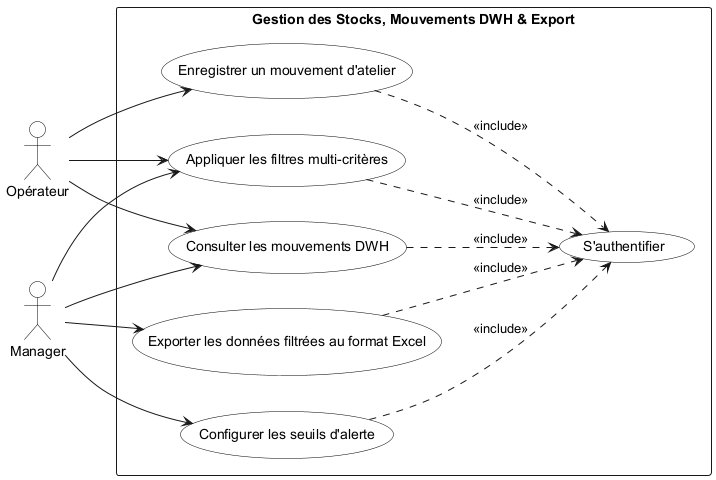 Gestion des Stocks, Mouvements DWH & Export
Enregistrer un mouvement d'atelier
«include»
Opérateur
Appliquer les filtres multi-critères
«include»
Consulter les mouvements DWH
«include»
S'authentifier
«include»
Manager
Exporter les données filtrées au format Excel
«include»
Configurer les seuils d'alerte